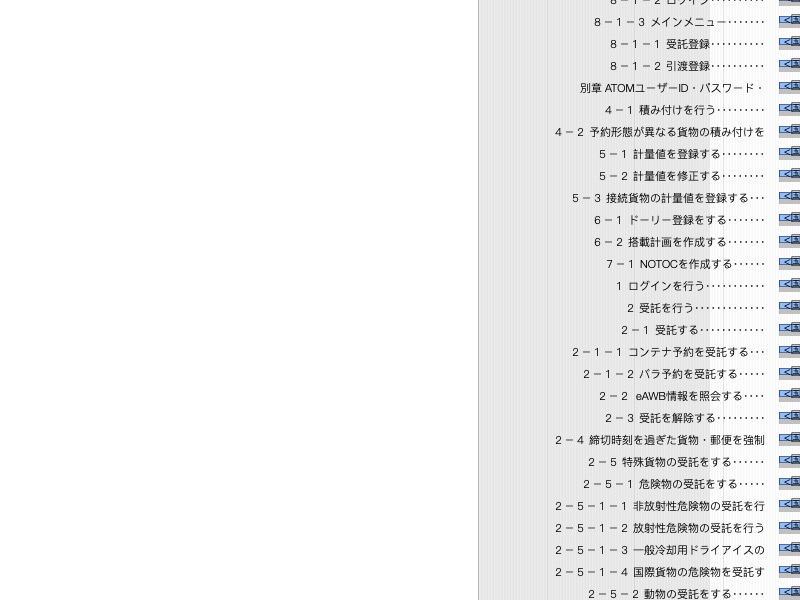 8－1－2 ログイン··········
8－1－3 メインメニュー·······
8－1－1 受託登録··········
8－1－2 引渡登録··········
別章 ATOMユーザーID・パスワード・
4－1 積み付けを行う·········
4－2 予約形態が異なる貨物の積み付けを
5－1 計量値を登録する········
5－2 計量値を修正する········
5－3 接続貨物の計量値を登録する···
6－1 ドーリー登録をする·······
6－2 搭載計画を作成する·······
7－1 NOTOCを作成する······
1 ログインを行う···········
2 受託を行う·············
2－1 受託する············
2－1－1 コンテナ予約を受託する···
2－1－2 バラ予約を受託する·····
2－2 eAWB情報を照会する····
2－3 受託を解除する·········
2－4 締切時刻を過ぎた貨物・郵便を強制
2－5 特殊貨物の受託をする······
2－5－1 危険物の受託をする·····
2－5－1－1 非放射性危険物の受託を行
2－5－1－2 放射性危険物の受託を行う
2－5－1－3 一般冷却用ドライアイスの
2－5－1－4 国際貨物の危険物を受託す
2－5－2 動物の受託をする······